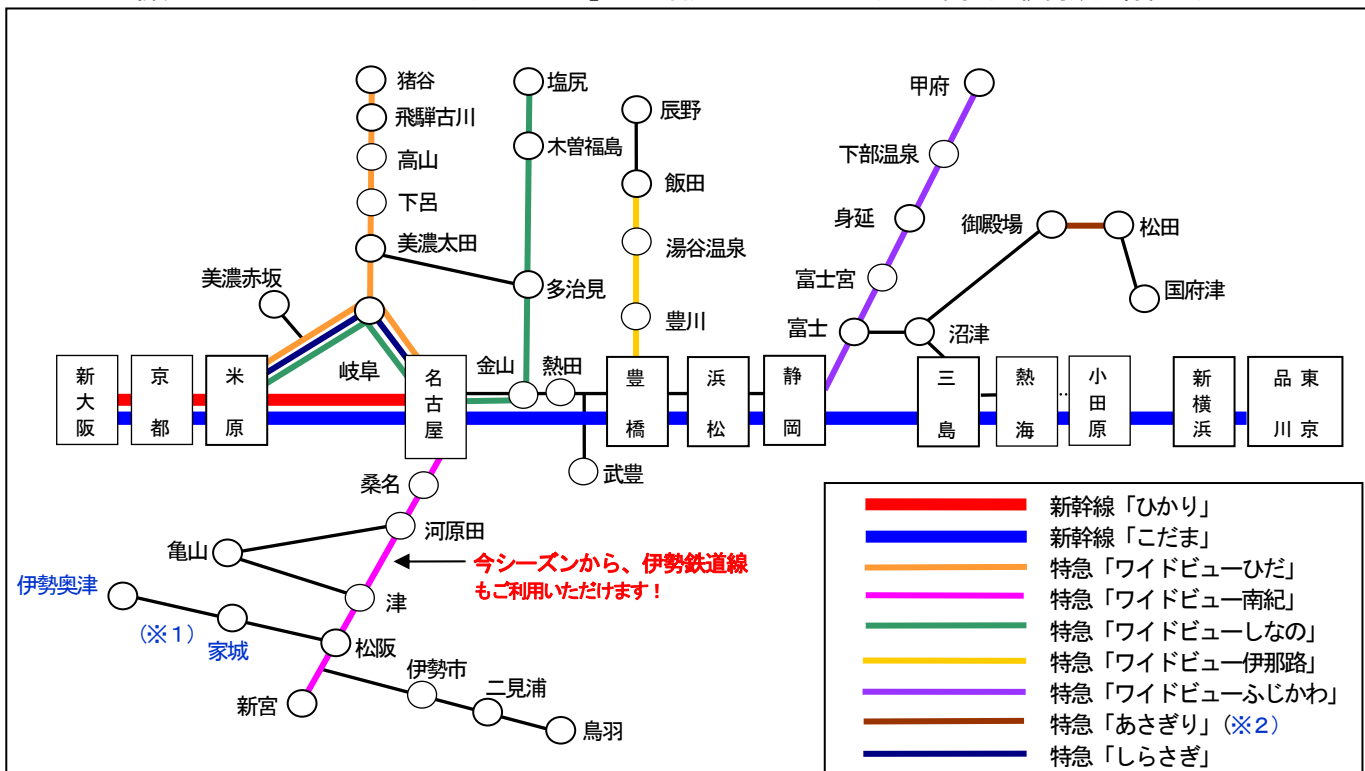 猪谷
飛騨古川
高山
下呂
美濃太田
美濃赤坂
岐阜
塩尻
木曽福島
多治見
金山
熱田
辰野
飯田
湯谷温泉
豊川
甲府
下部温泉
身延
富士宮
富士
沼津
御殿場
松田
国府津
新大阪
京都
米原
名古屋
豊橋
浜松
静岡
三島
熱海
小田原
新横浜
品川
東京
武豊
桑名
河原田
亀山
津
伊勢奥津
(※1)
家城
松阪
新宮
伊勢市
二見浦
鳥羽
今シーズンから、伊勢鉄道線
もご利用いただけます!
新幹線「ひかり」
新幹線「こだま」
特急「ワイドビューひだ」
特急「ワイドビュー南紀」
特急「ワイドビューしなの」
特急「ワイドビュー伊那路」
特急「ワイドビューふじかわ」
特急「あさぎり」(※2)
特急「しらさぎ」